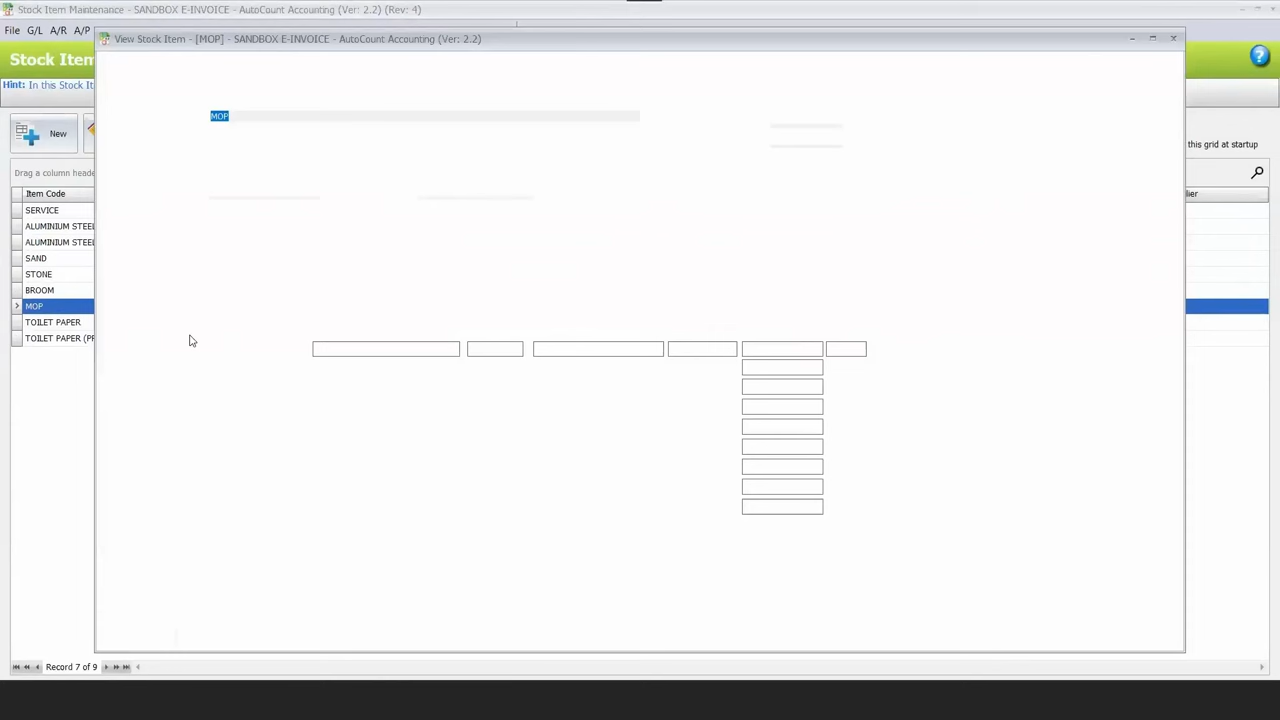 Stock Item Maintenance - SANDBOX E-INVOICE - AutoCount Accounting (Ver: 2.2) (Rev: 4)
File G/L A/R A/P
View Stock Item - [MOP] - SANDBOX E-INVOICE - AutoCount Accounting (Ver: 2.2)
Stock Item
Hint: In this Stock It
MOP
New
this grid at startup
Drag a column heade
Item Code
lier
SERVICE
ALUMINIUM STEEL
ALUMINIUM STEEL
SAND
STONE
BROOM
MOP
TOILET PAPER
TOILET PAPER (PF
Record 7 of 9